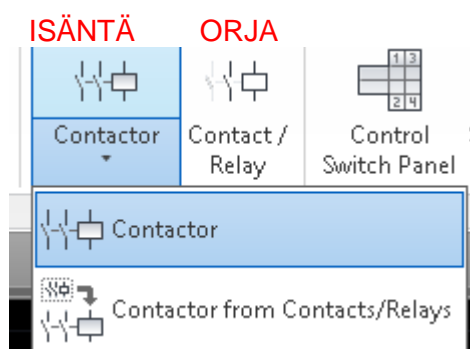 ISÄNTÄ ORJA
1 3
2 4
Contactor Contact / Control
Relay Switch Panel
Contactor
Contactor from Contacts/Relays